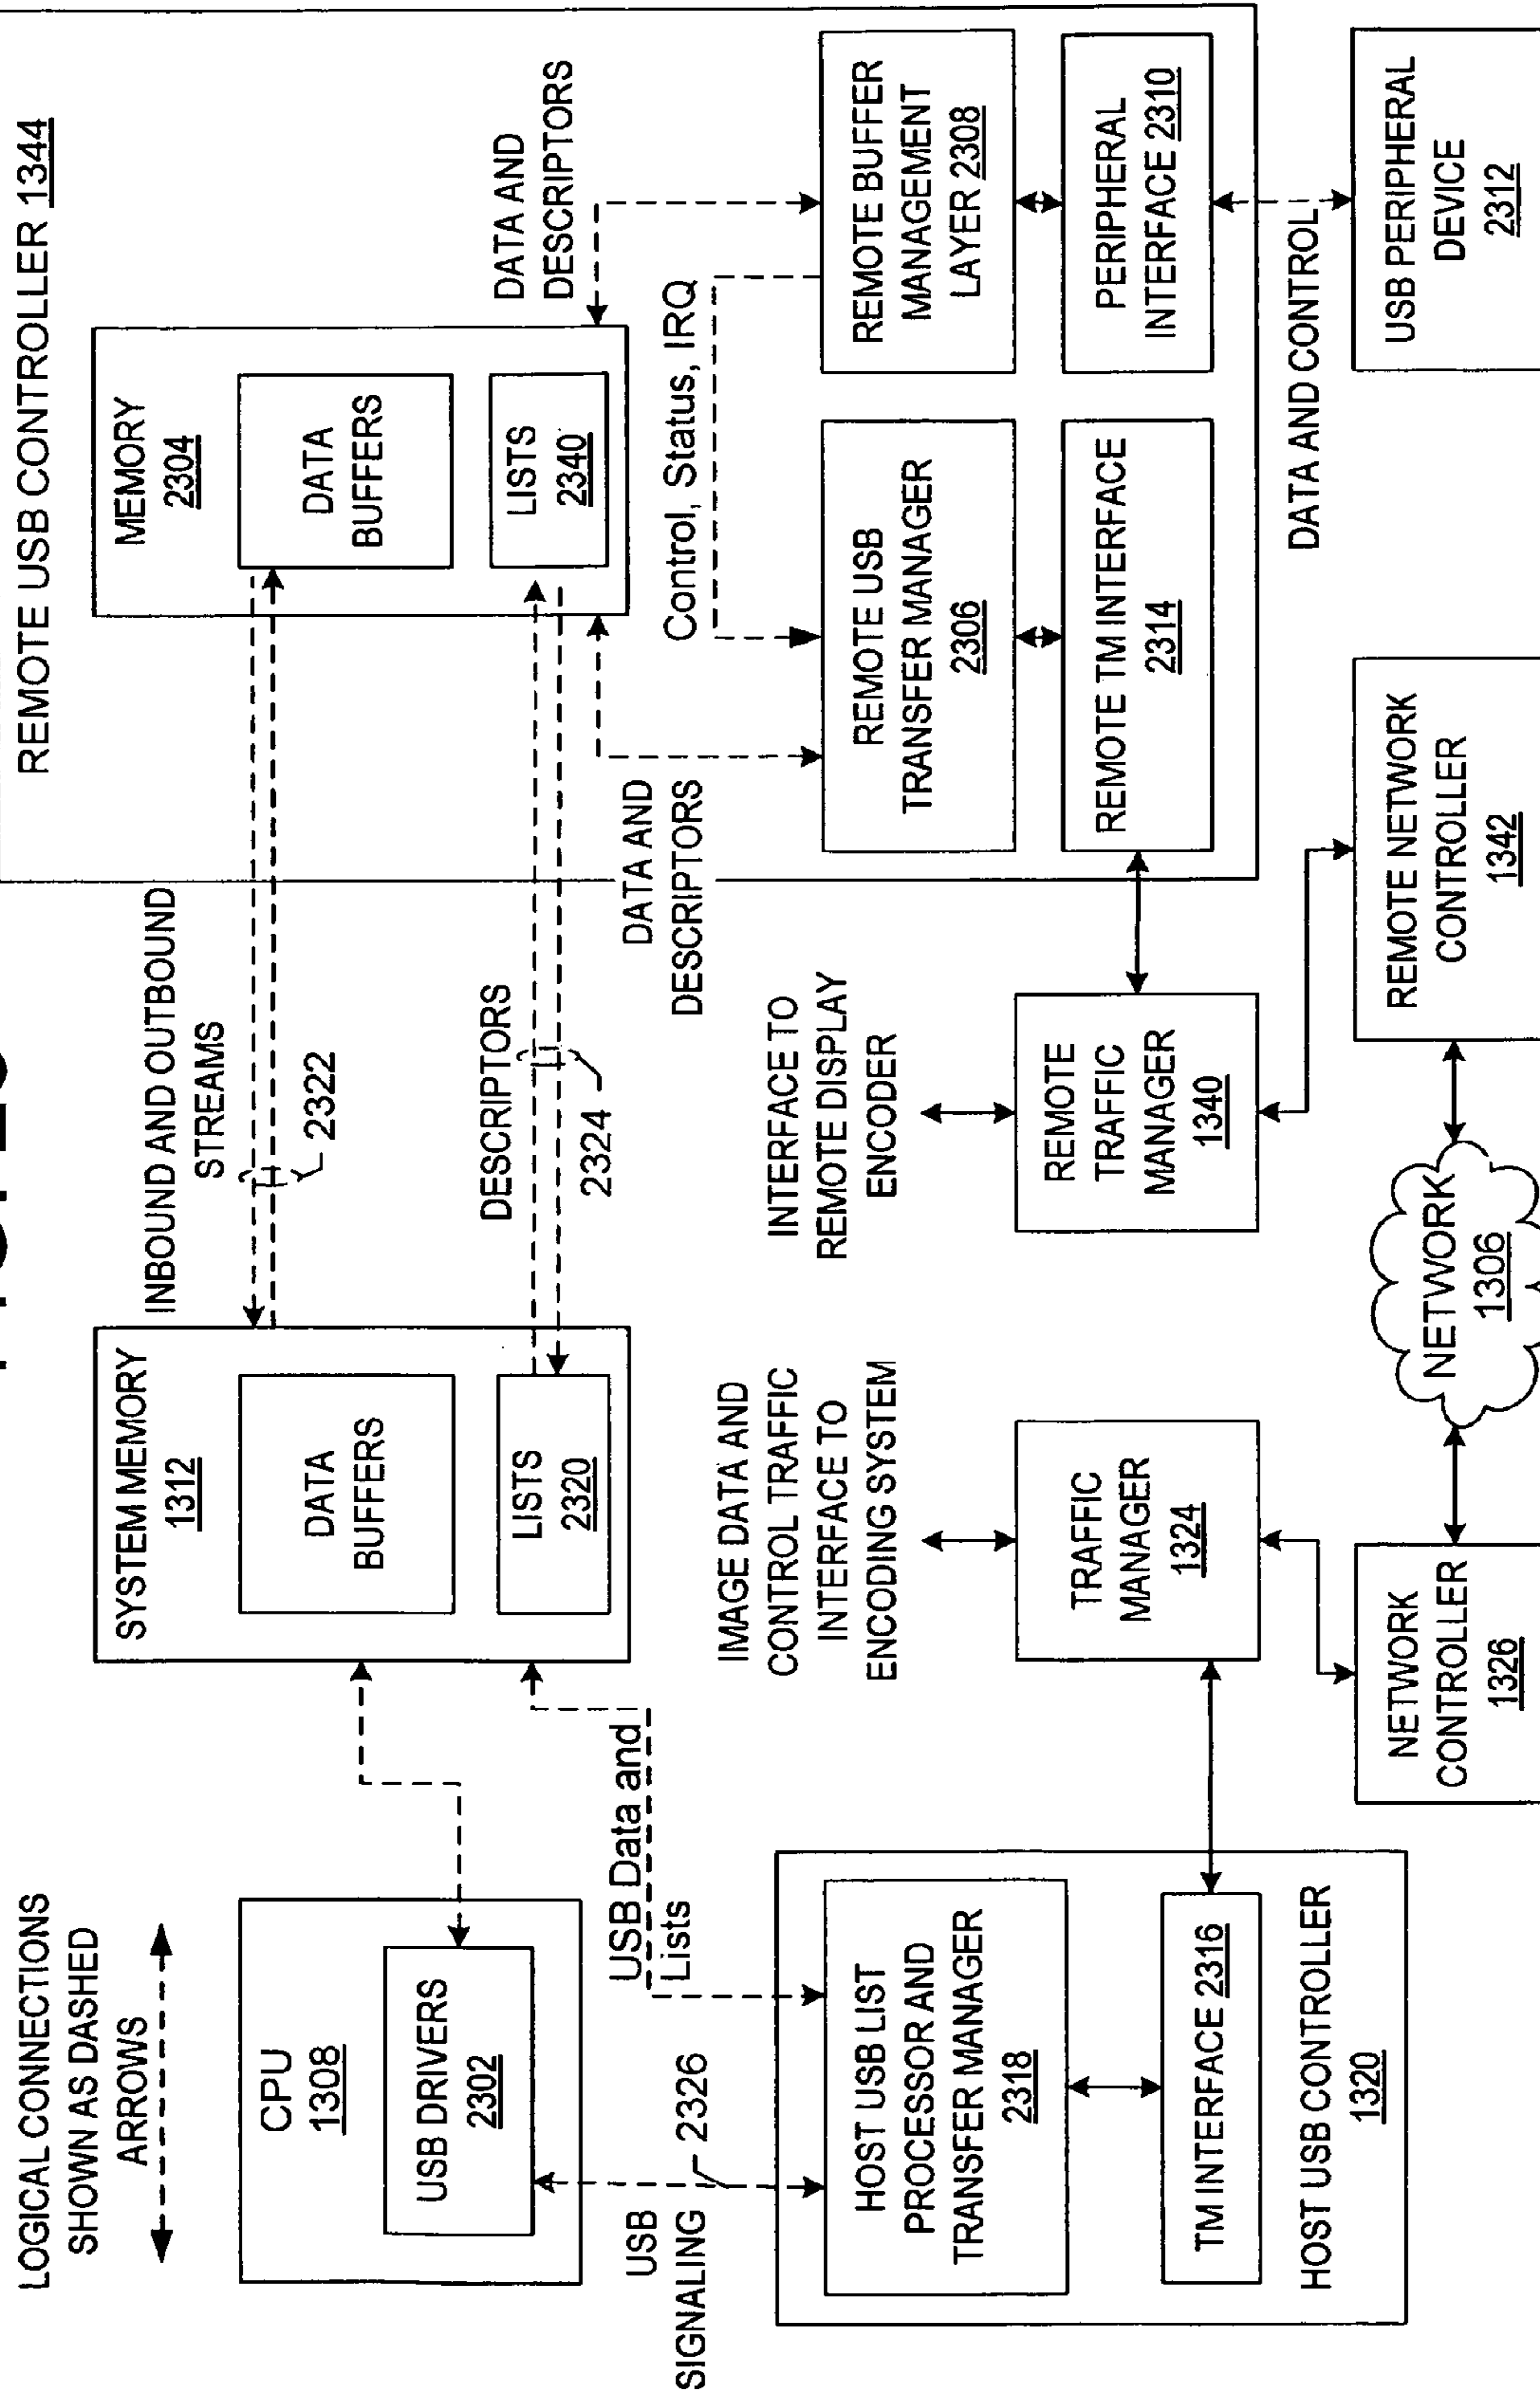 LOGICAL CONNECTIONS
SHOWN AS DASHED
ARROWS
CPU
1308
USB DRIVERS
2302
USB
SIGNALING
2326
USB Data and
Lists
HOST USB LIST
PROCESSOR AND
TRANSFER MANAGER
2318
TM INTERFACE 2316
HOST USB CONTROLLER
1320
SYSTEM MEMORY
1312
DATA
BUFFERS
LISTS
2320
INBOUND AND OUTBOUND
STREAMS
2322
DESCRIPTORS
2324
IMAGE DATA AND
CONTROL TRAFFIC
INTERFACE TO
ENCODING SYSTEM
TRAFFIC
MANAGER
1324
NETWORK
CONTROLLER
1326
NETWORK
1306
INTERFACE TO
REMOTE DISPLAY
ENCODER
REMOTE
TRAFFIC
MANAGER
1340
REMOTE NETWORK
CONTROLLER
1342
REMOTE USB CONTROLLER 1344
MEMORY
2304
DATA
BUFFERS
LISTS
2340
DATA AND
DESCRIPTORS
DATA AND
DESCRIPTORS
Control, Status, IRQ
REMOTE USB
TRANSFER MANAGER
2306
REMOTE TM INTERFACE
2314
REMOTE BUFFER
MANAGEMENT
LAYER 2308
PERIPHERAL
INTERFACE 2310
DATA AND CONTROL
USB PERIPHERAL
DEVICE
2312